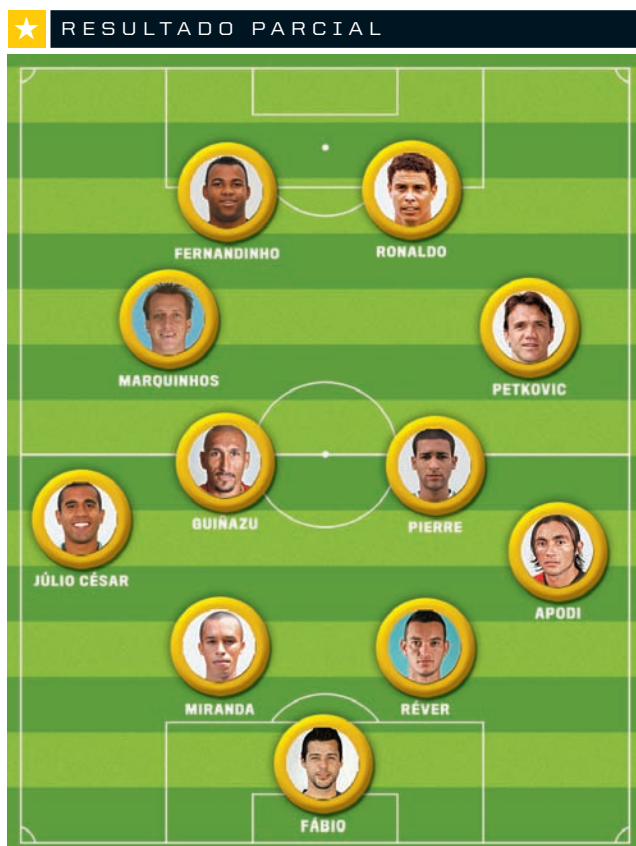 RESULTADO PARCIAL
FERNANDINHO
RONALDO
MARQUINHOS
PETKOVIC
GUIÑAZU
PIERRE
JÚLIO CÉSAR
APODI
MIRANDA
RÉVER
FÁBIO